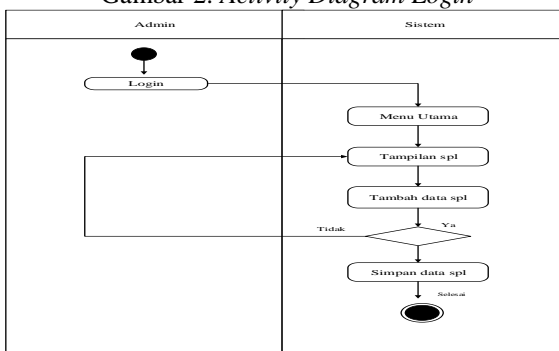 Gambar 2. Activity Diagram Login
Admin
Sistem
Login
Menu Utama
Tampilan spl
Tambah data spl
Tidak
Ya
Simpan data spl
Selesai